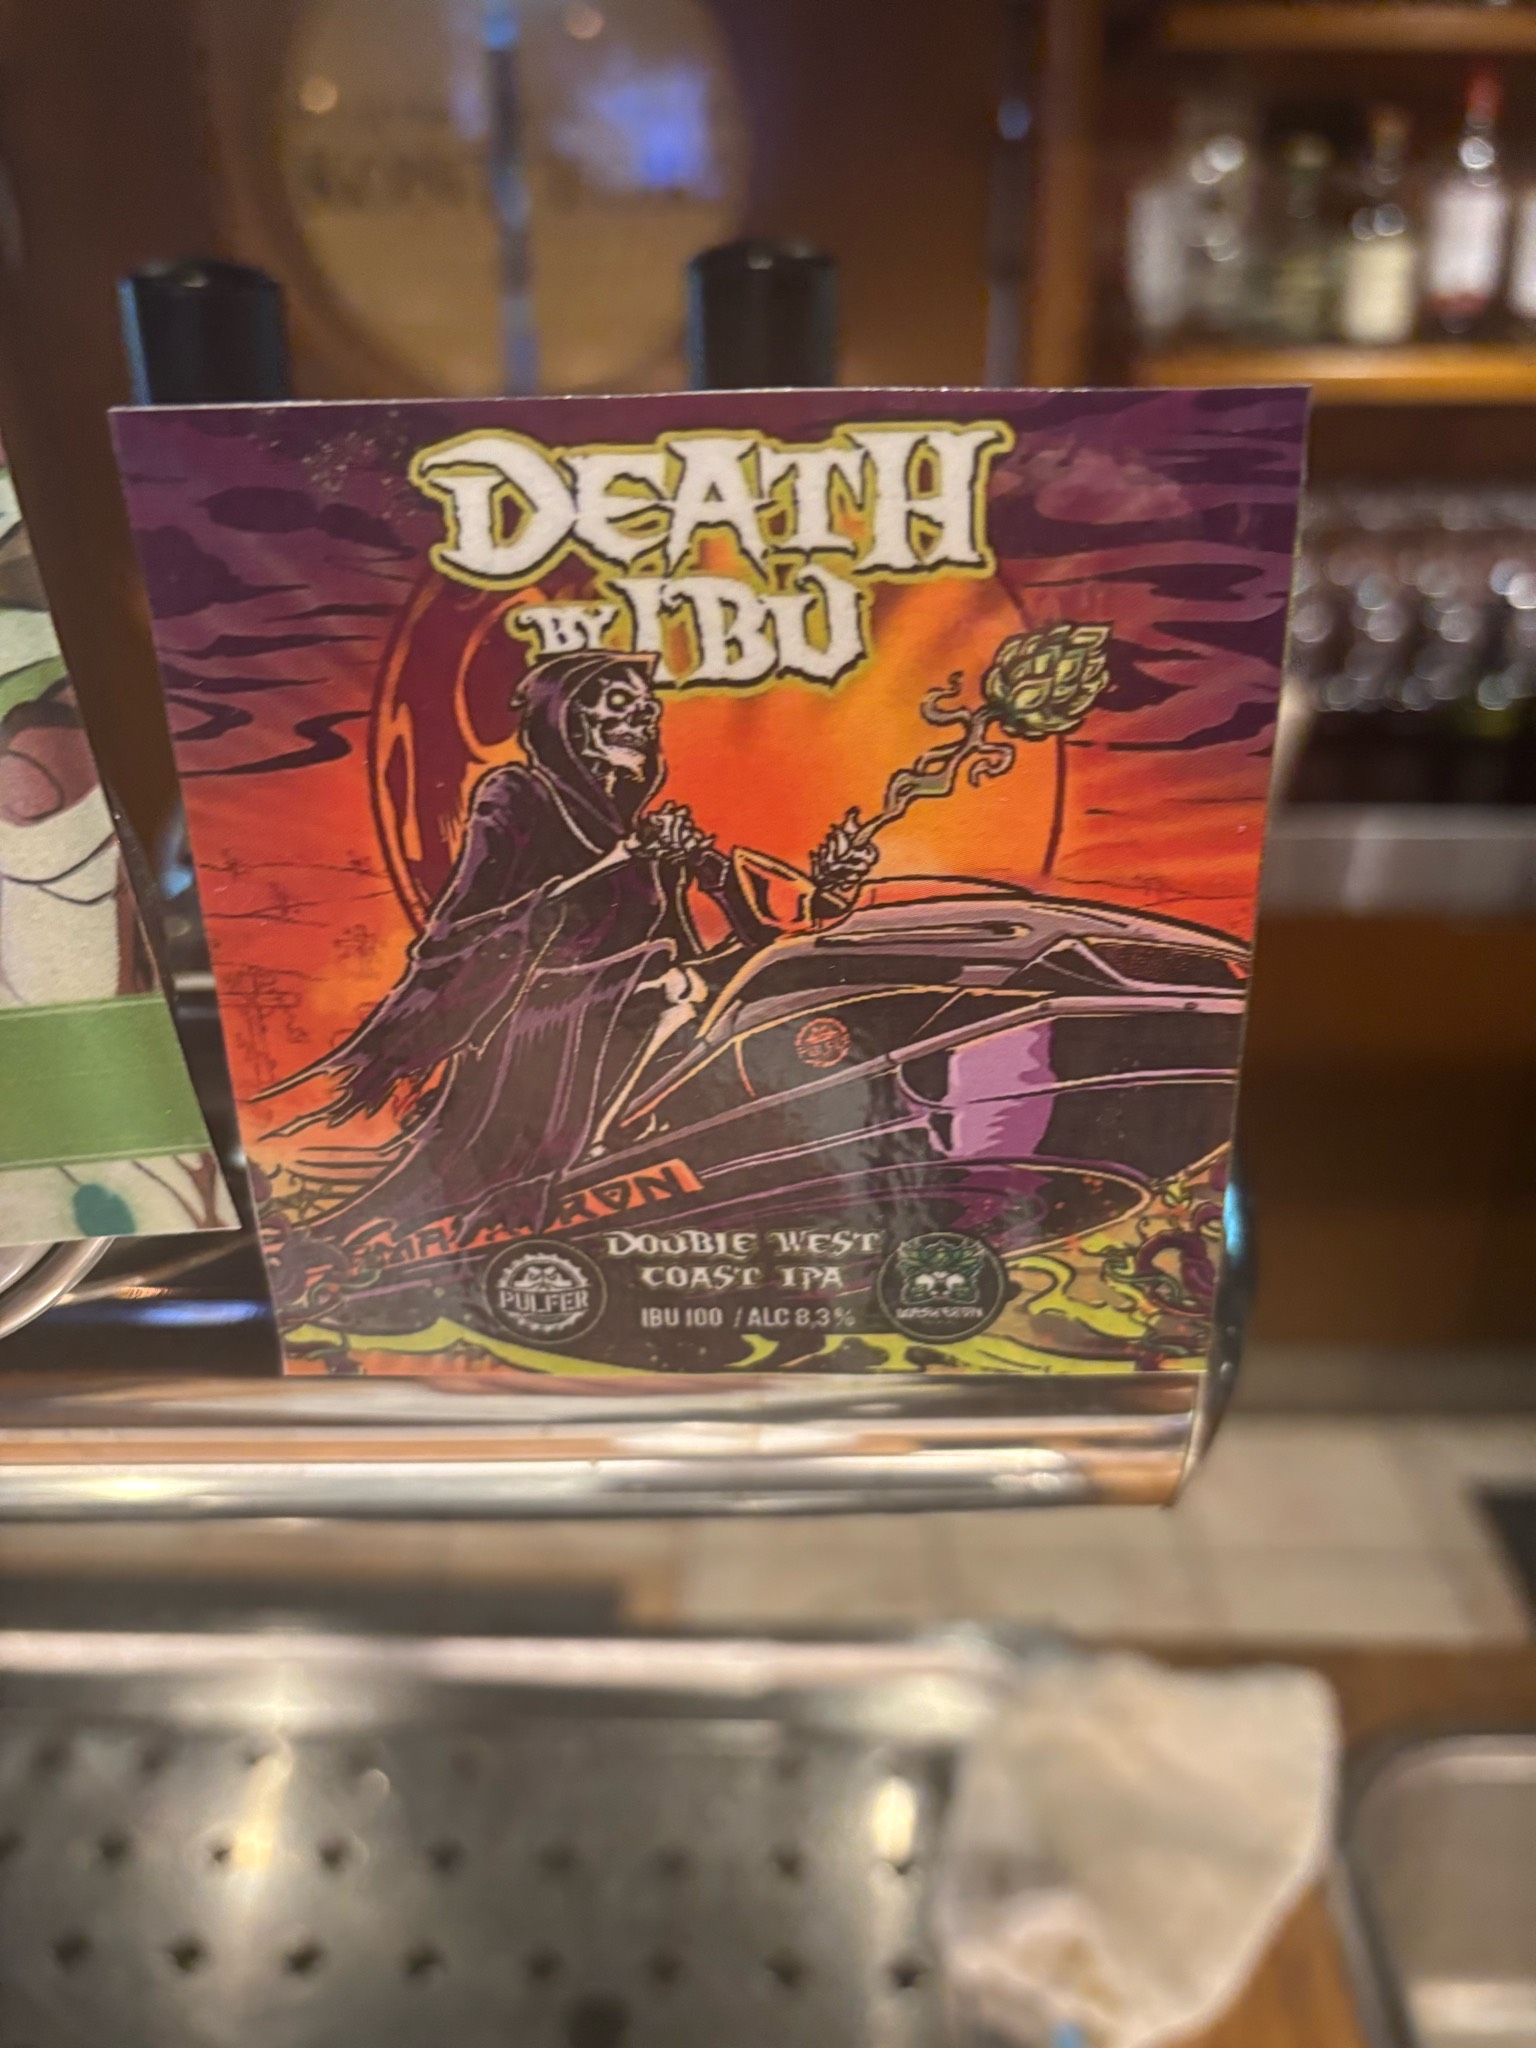 DEATH
BY IBU
DOUBLE WEST
COAST IPA
PULFER
IBU 100 / ALC 8,3%